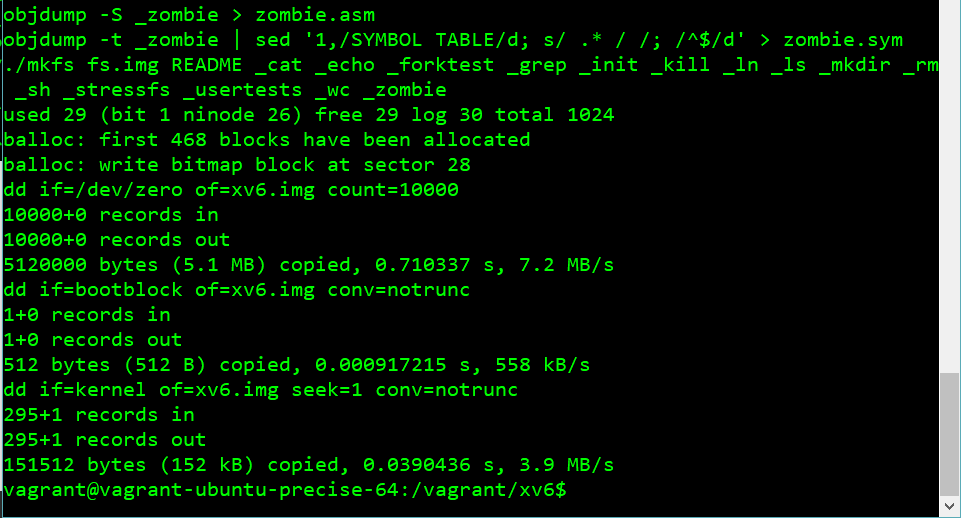 objdump -S _zombie > zombie.asm
objdump -t _zombie | sed '1,/SYMBOL TABLE/d; s/ .* / /; /^$/d' > zombie.sym
./mkfs fs.img README _cat _echo _forktest _grep _init _kill _ln _ls _mkdir _rm
_sh _stressfs _usertests _wc _zombie
used 29 (bit 1 ninode 26) free 29 log 30 total 1024
balloc: first 468 blocks have been allocated
balloc: write bitmap block at sector 28
dd if=/dev/zero of=xv6.img count=10000
10000+0 records in
10000+0 records out
5120000 bytes (5.1 MB) copied, 0.710337 s, 7.2 MB/s
dd if=bootblock of=xv6.img conv=notrunc
1+0 records in
1+0 records out
512 bytes (512 B) copied, 0.000917215 s, 558 kB/s
dd if=kernel of=xv6.img seek=1 conv=notrunc
295+1 records in
295+1 records out
151512 bytes (152 kB) copied, 0.0390436 s, 3.9 MB/s
vagrant@vagrant-ubuntu-precise-64:/vagrant/xv6$